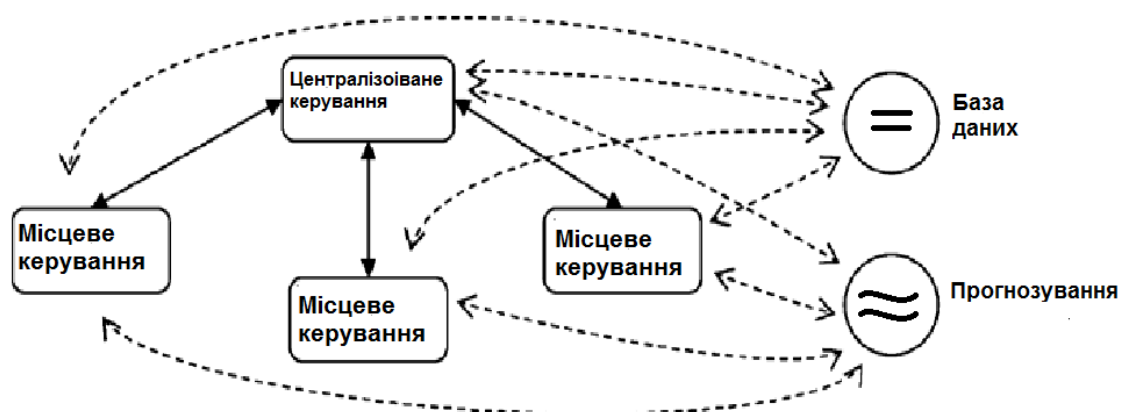 Централізоіване
керування
База
даних
Місцеве
керування
Місцеве
керування
Місцеве
керування
Прогнозування